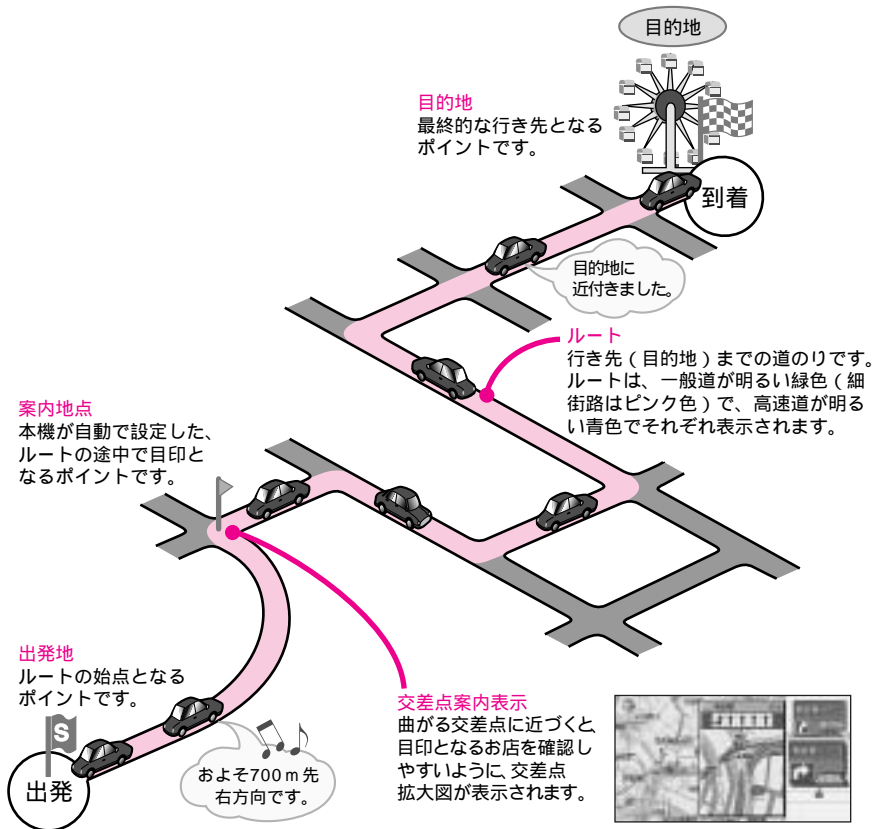 目的地
目的地
最終的な行き先となる
ポイントです。
到着
目的地に
近付きました。
ルート
行き先(目的地)までの道のりです。
ルートは、一般道が明るい緑色(細
街路はピンク色)で、高速道が明る
い青色でそれぞれ表示されます。
案内地点
本機が自動で設定した、
ルートの途中で目印と
なるポイントです。
出発地
ルートの始点となる
ポイントです。
S
出発
およそ700m先
右方向です。
交差点案内表示
曲がる交差点に近づくと、
目印となるお店を確認し
やすいように、交差点
拡大図が表示されます。